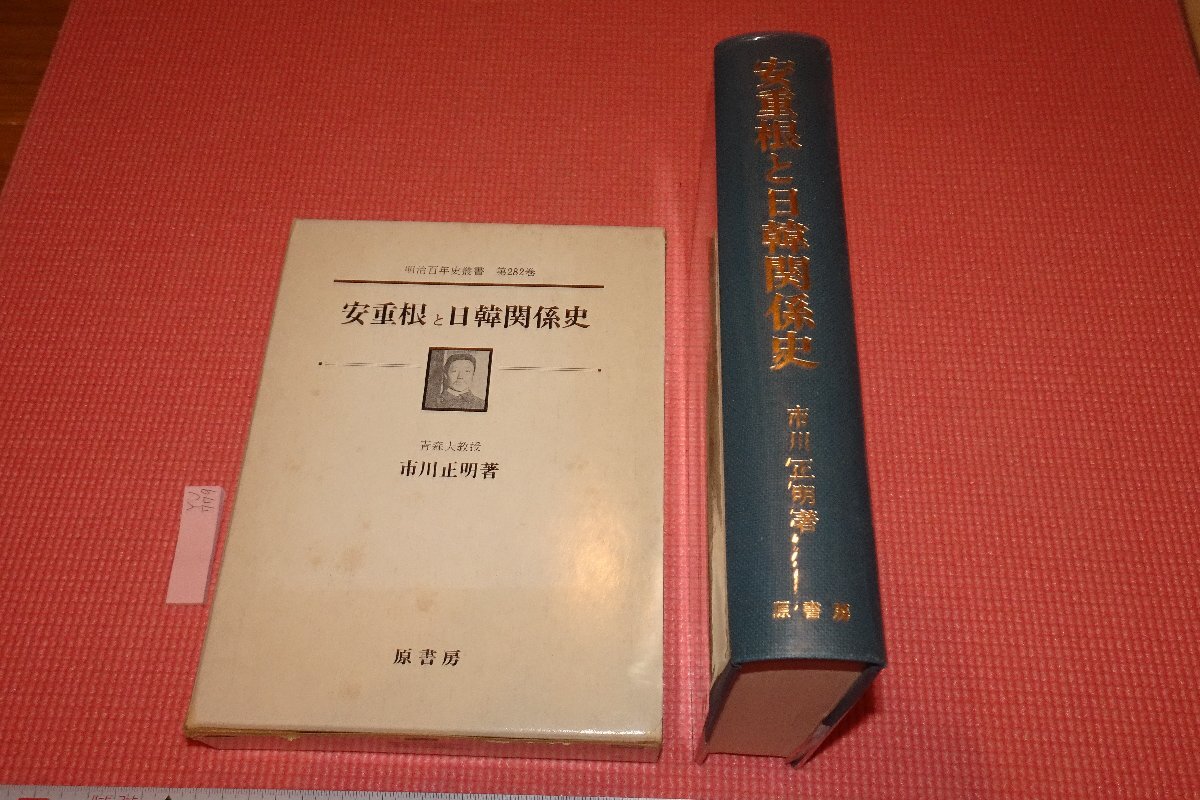 明治百年史叢書 第282巻
安重根と日韓関係史
青森大教授
市川正明著
原書房
安重根と日韓関係史
市川正明著
原書房